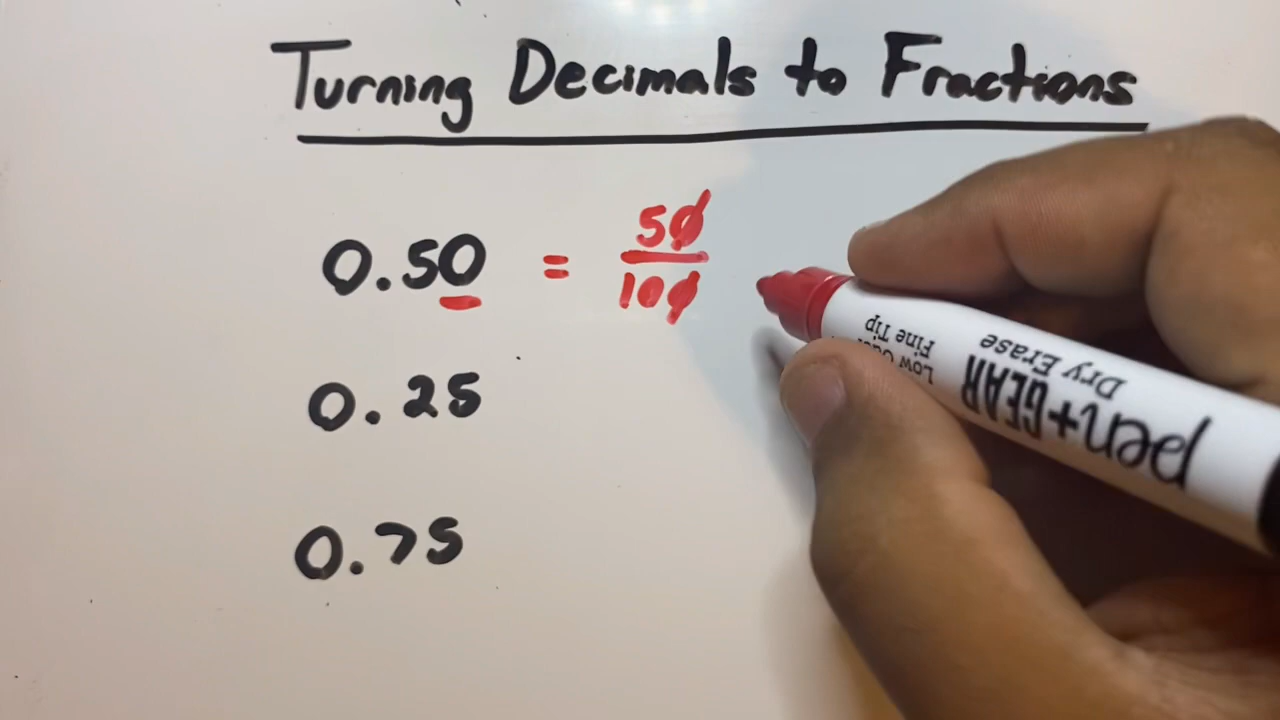 Turning Decimals to Fractions
0.50 = 50/100
0.25
0.75
pen+GEAR
Dry Erase
Low Odor
Fine Tip